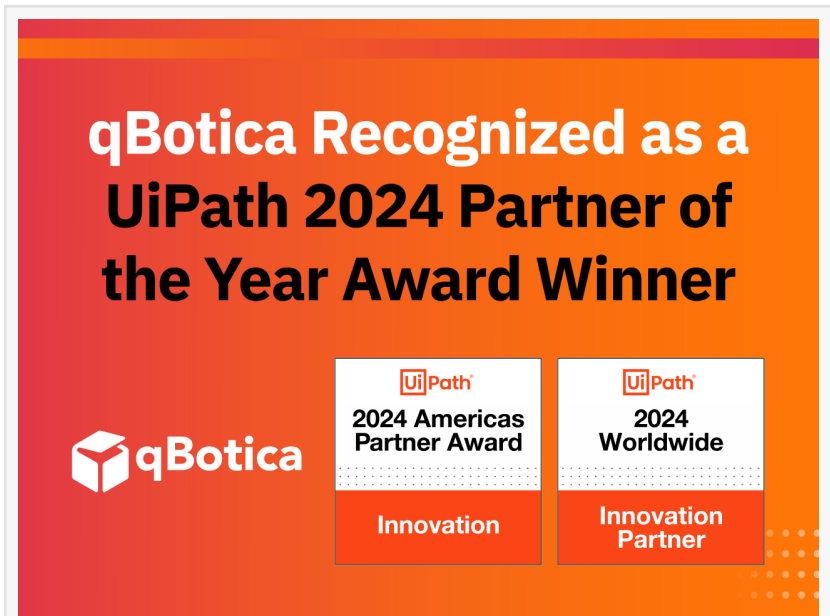 qBotica Recognized as a
UiPath 2024 Partner of
the Year Award Winner
qBotica
UiPath®
2024 Americas
Partner Award
Innovation
UiPath®
2024
Worldwide
Innovation
Partner